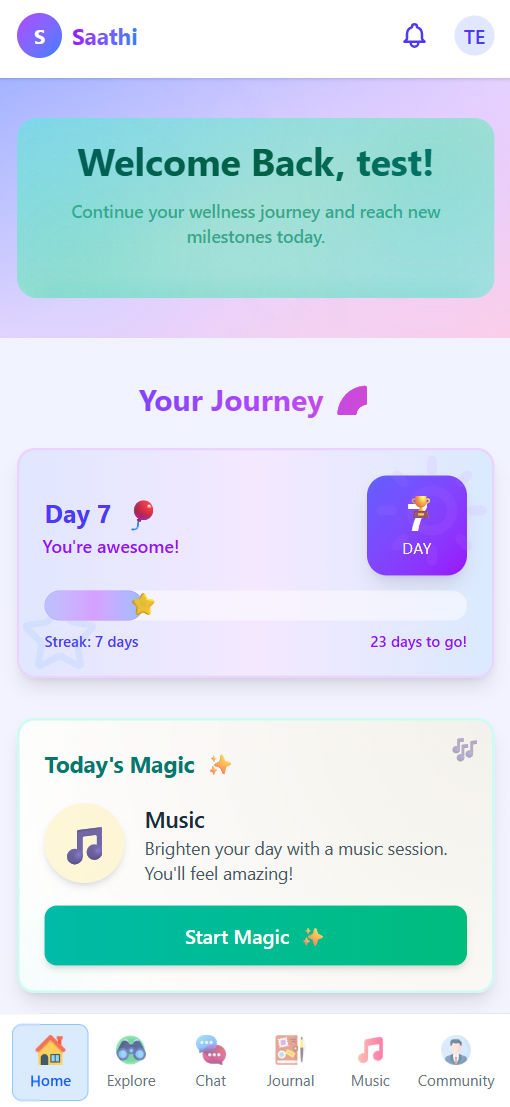 S Saathi TE
Welcome Back, test!
Continue your wellness journey and reach new
milestones today.
Your Journey
Day 7
You're awesome!
7
DAY
Streak: 7 days
23 days to go!
Today's Magic
Music
Brighten your day with a music session.
You'll feel amazing!
Start Magic
Home Explore Chat Journal Music Community